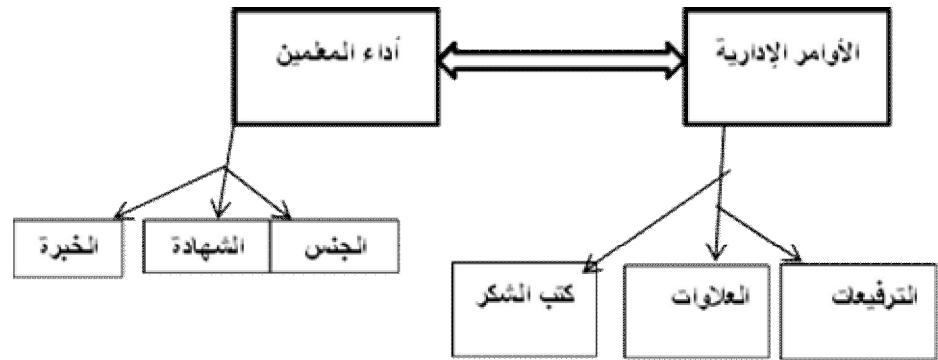 الأوامر الإدارية
أداء المعلمين
الجنس
الشهادة
الخبرة
الترفيعات
العلاوات
كتب الشكر